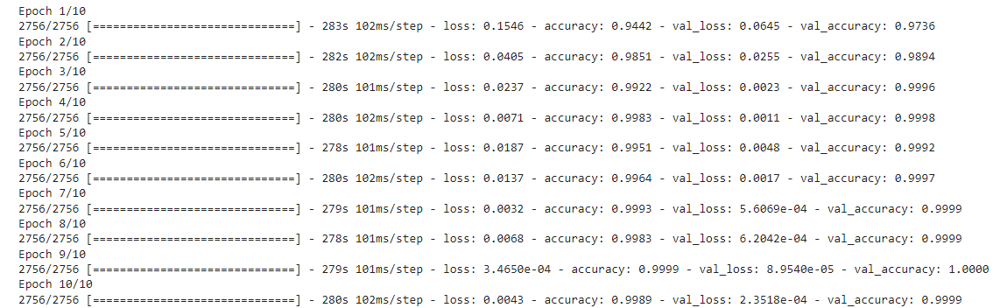 Epoch 1/10
2756/2756 [==============================] - 283s 102ms/step - loss: 0.1546 - accuracy: 0.9442 - val_loss: 0.0645 - val_accuracy: 0.9736
Epoch 2/10
2756/2756 [==============================] - 282s 102ms/step - loss: 0.0405 - accuracy: 0.9851 - val_loss: 0.0255 - val_accuracy: 0.9894
Epoch 3/10
2756/2756 [==============================] - 280s 101ms/step - loss: 0.0237 - accuracy: 0.9922 - val_loss: 0.0023 - val_accuracy: 0.9996
Epoch 4/10
2756/2756 [==============================] - 280s 102ms/step - loss: 0.0071 - accuracy: 0.9983 - val_loss: 0.0011 - val_accuracy: 0.9998
Epoch 5/10
2756/2756 [==============================] - 278s 101ms/step - loss: 0.0187 - accuracy: 0.9951 - val_loss: 0.0048 - val_accuracy: 0.9992
Epoch 6/10
2756/2756 [==============================] - 280s 102ms/step - loss: 0.0137 - accuracy: 0.9964 - val_loss: 0.0017 - val_accuracy: 0.9997
Epoch 7/10
2756/2756 [==============================] - 279s 101ms/step - loss: 0.0032 - accuracy: 0.9993 - val_loss: 5.6069e-04 - val_accuracy: 0.9999
Epoch 8/10
2756/2756 [==============================] - 278s 101ms/step - loss: 0.0068 - accuracy: 0.9983 - val_loss: 6.2042e-04 - val_accuracy: 0.9999
Epoch 9/10
2756/2756 [==============================] - 279s 101ms/step - loss: 3.4650e-04 - accuracy: 0.9999 - val_loss: 8.9540e-05 - val_accuracy: 1.0000
Epoch 10/10
2756/2756 [==============================] - 280s 102ms/step - loss: 0.0043 - accuracy: 0.9989 - val_loss: 2.3518e-04 - val_accuracy: 0.9999